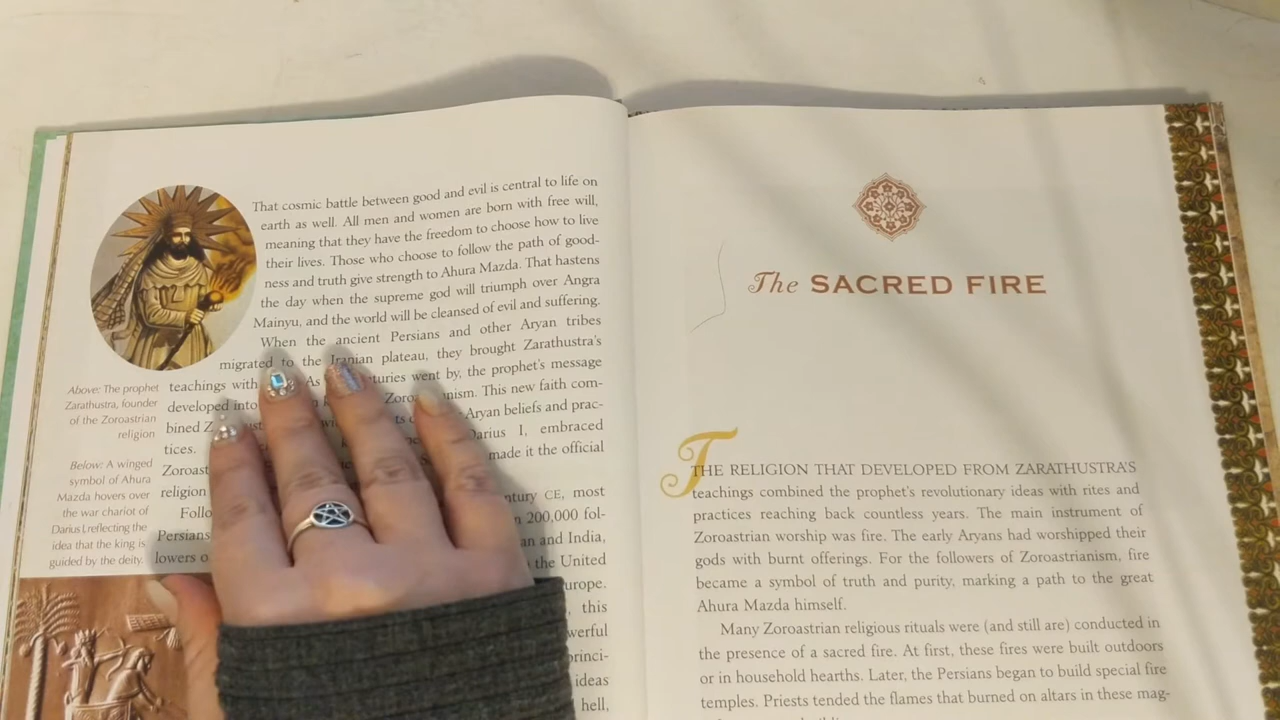 That cosmic battle between good and evil is central to life on
earth as well. All men and women are born with free will,
meaning that they have the freedom to choose how to live
their lives. Those who choose to follow the path of good-
ness and truth give strength to Ahura Mazda. That hastens
the day when the supreme god will triumph over Angra
Mainyu, and the world will be cleansed of evil and suffering.
When the ancient Persians and other Aryan tribes
migrated to the Iranian plateau, they brought Zarathustra's
teachings with As turies went by, the prophet's message
developed into nism. This new faith com-
bined Aryan beliefs and prac-
tices. Darius I, embraced
Zoroast made it the official
religion
ntury CE, most
Follo n 200,000 fol-
Persians an and India,
lowers o the United
urope.
, this
werful
princi-
ideas
hell,
Above: The prophet
Zarathustra, founder
of the Zoroastrian
religion
Below: A winged
symbol of Ahura
Mazda hovers over
the war chariot of
Darius I, reflecting the
idea that the king is
guided by the deity.
The SACRED FIRE
THE RELIGION THAT DEVELOPED FROM ZARATHUSTRA'S
teachings combined the prophet's revolutionary ideas with rites and
practices reaching back countless years. The main instrument of
Zoroastrian worship was fire. The early Aryans had worshipped their
gods with burnt offerings. For the followers of Zoroastrianism, fire
became a symbol of truth and purity, marking a path to the great
Ahura Mazda himself.
Many Zoroastrian religious rituals were (and still are) conducted in
the presence of a sacred fire. At first, these fires were built outdoors
or in household hearths. Later, the Persians began to build special fire
temples. Priests tended the flames that burned on altars in these mag-